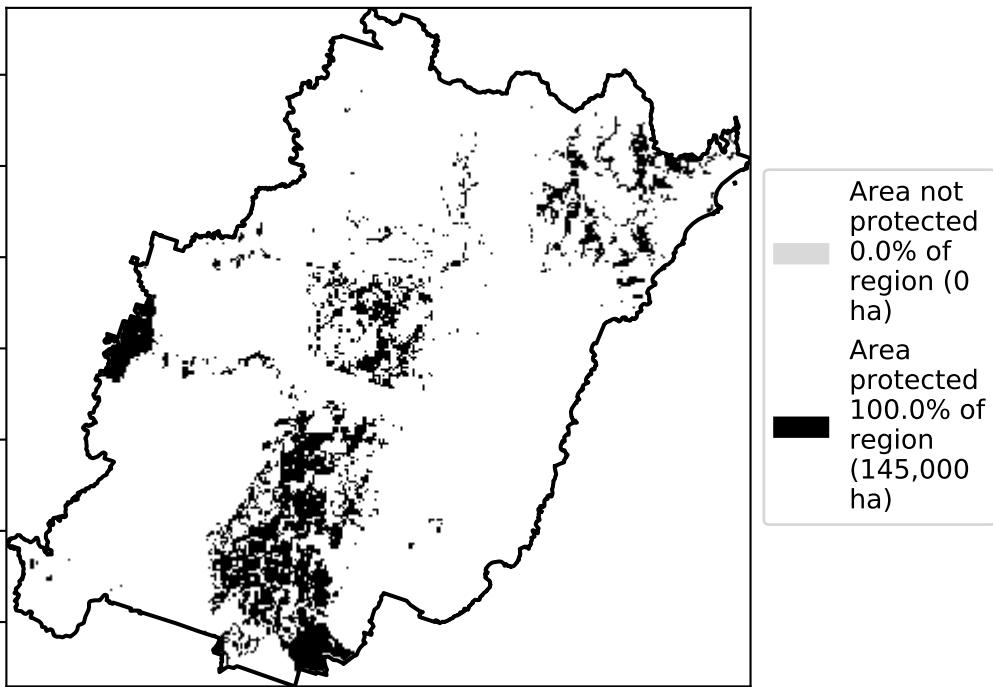 Area not
protected
0.0% of
region (0
ha)
Area
protected
100.0% of
region
(145,000
ha)